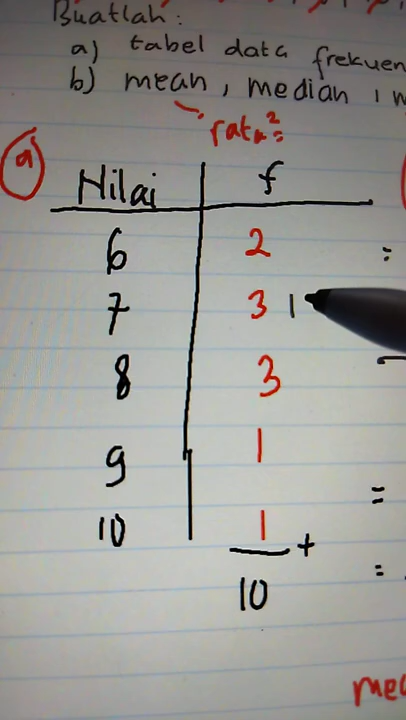 Buatlah:
a) tabel data frekuen
b) mean, median, m
rata²
a
Nilai f
6 2
7 3
8 3
9 1
10 1
+
10
=
=